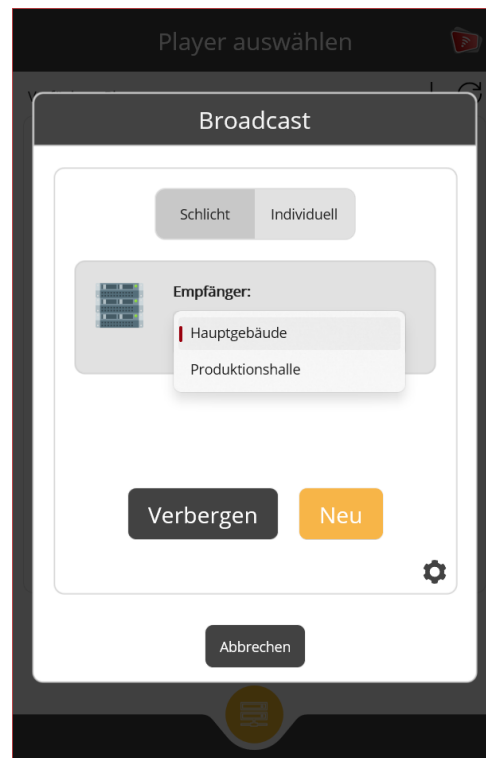 Player auswählen
Broadcast
Schlicht Individuell
Empfänger:
Hauptgebäude
Produktionshalle
Verbergen Neu
Abbrechen